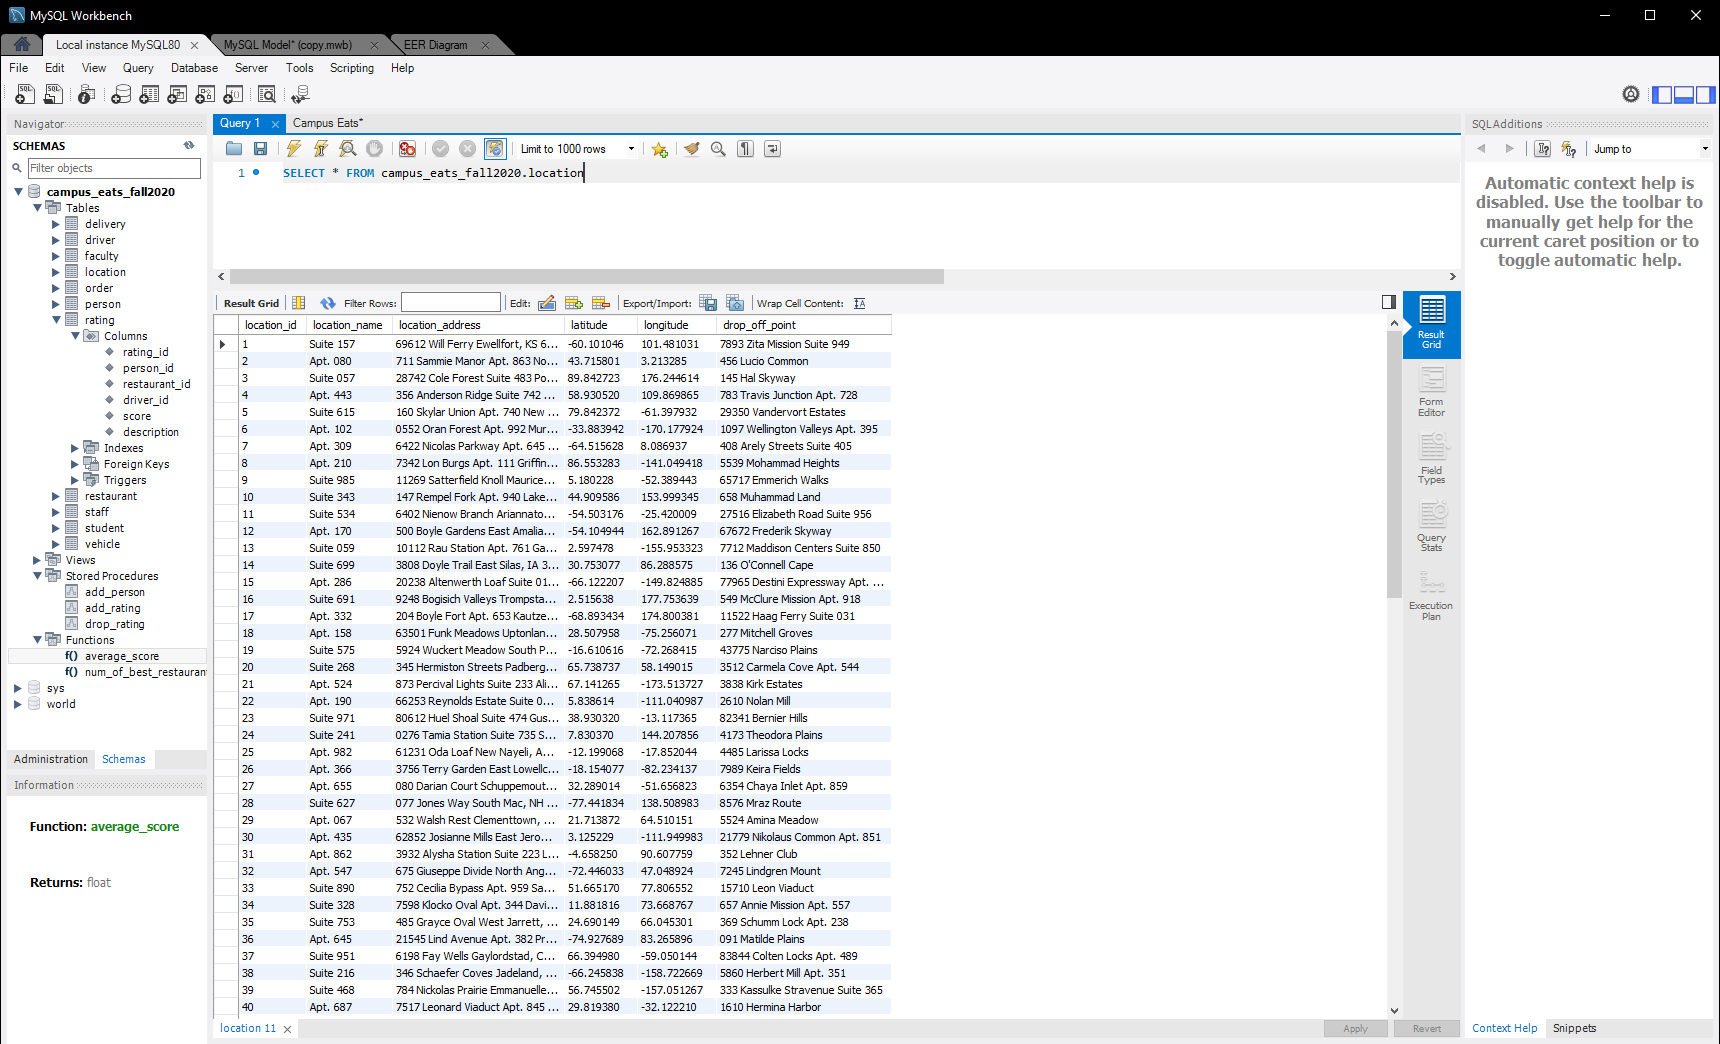 MySQL Workbench
Local instance MySQL80
MySQL Model* (copy.mwb)
EER Diagram
File Edit View Query Database Server Tools Scripting Help
Navigator
SCHEMAS
Filter objects
campus_eats_fall2020
Tables
delivery
driver
faculty
location
order
person
rating
Columns
rating_id
person_id
restaurant_id
driver_id
score
description
Indexes
Foreign Keys
Triggers
restaurant
staff
student
vehicle
Views
Stored Procedures
add_person
add_rating
drop_rating
Functions
f() average_score
f() num_of_best_restaurant
sys
world
Administration Schemas
Information
Function: average_score
Returns: float
Query 1 Campus Eats*
Limit to 1000 rows
1 SELECT * FROM campus_eats_fall2020.location
Result Grid Filter Rows: Edit: Export/Import: Wrap Cell Content:
location_id location_name location_address latitude longitude drop_off_point
1 Suite 157 69612 Will Ferry Ewellfort, KS 6... -60.101046 101.481031 7893 Zita Mission Suite 949
2 Apt. 080 711 Sammie Manor Apt. 863 No... 43.715801 3.213285 456 Lucio Common
3 Suite 057 28742 Cole Forest Suite 483 Po... 89.842723 176.244614 145 Hal Skyway
4 Apt. 443 356 Anderson Ridge Suite 742 ... 58.930520 109.869865 783 Travis Junction Apt. 728
5 Suite 615 160 Skylar Union Apt. 740 New ... 79.842372 -61.397932 29350 Vandervort Estates
6 Apt. 102 0552 Oran Forest Apt. 992 Mur... -33.883942 -170.177924 1097 Wellington Valleys Apt. 395
7 Apt. 309 6422 Nicolas Parkway Apt. 645 ... -64.515628 8.086937 408 Arely Streets Suite 405
8 Apt. 210 7342 Lon Burgs Apt. 111 Griffin... 86.553283 -141.049418 5539 Mohammad Heights
9 Suite 985 11269 Satterfield Knoll Maurice... 5.180228 -52.389443 65717 Emmerich Walks
10 Suite 343 147 Rempel Fork Apt. 940 Lake... 44.909586 153.999345 658 Muhammad Land
11 Suite 534 6402 Nienow Branch Ariannato... -54.503176 -25.420009 27516 Elizabeth Road Suite 956
12 Apt. 170 500 Boyle Gardens East Amalia... -54.104944 162.891267 67672 Frederik Skyway
13 Suite 059 10112 Rau Station Apt. 761 Ga... 2.597478 -155.953323 7712 Maddison Centers Suite 850
14 Suite 699 3808 Doyle Trail East Silas, IA 3... 30.753077 86.288575 136 O'Connell Cape
15 Apt. 286 20238 Altenwerth Loaf Suite 01... -66.122207 -149.824885 77965 Destini Expressway Apt. ...
16 Suite 691 9248 Bogisich Valleys Trompsta... 2.515638 177.753639 549 McClure Mission Apt. 918
17 Apt. 332 204 Boyle Fort Apt. 653 Kautze... -68.893434 174.800381 11522 Haag Ferry Suite 031
18 Apt. 158 63501 Funk Meadows Uptonlan... 28.507958 -75.256071 277 Mitchell Groves
19 Suite 575 5924 Wuckert Meadow South P... -16.610616 -72.268415 43775 Narciso Plains
20 Suite 268 345 Hermiston Streets Padberg... 65.738737 58.149015 3512 Carmela Cove Apt. 544
21 Apt. 524 873 Percival Lights Suite 233 Ali... 67.141265 -173.513727 3838 Kirk Estates
22 Apt. 190 66253 Reynolds Estate Suite 0... 5.838614 -111.040987 2610 Nolan Mill
23 Suite 971 80612 Huel Shoal Suite 474 Gus... 38.930320 -13.117365 82341 Bernier Hills
24 Suite 241 0276 Tamia Station Suite 735 S... 7.830370 144.207856 4173 Theodora Plains
25 Apt. 982 61231 Oda Loaf New Nayeli, A... -12.199068 -17.852044 4485 Larissa Locks
26 Apt. 366 3756 Terry Garden East Lowellc... -18.154077 -82.234137 7989 Keira Fields
27 Apt. 655 080 Darian Court Schuppemout... 32.289014 -51.656823 6354 Chaya Inlet Apt. 859
28 Suite 627 077 Jones Way South Mac, NH ... -77.441834 138.508983 8576 Mraz Route
29 Apt. 067 532 Walsh Rest Clementtown, ... 21.713872 64.510151 5524 Amina Meadow
30 Apt. 435 62852 Josianne Mills East Jero... 3.125229 -111.949983 21779 Nikolaus Common Apt. 851
31 Apt. 862 3932 Alysha Station Suite 223 L... -4.658250 90.607759 352 Lehner Club
32 Apt. 547 675 Giuseppe Divide North Ang... -72.446033 47.048924 7245 Lindgren Mount
33 Suite 890 752 Cecilia Bypass Apt. 959 Sa... 51.665170 77.806552 15710 Leon Viaduct
34 Suite 328 7598 Klocko Oval Apt. 344 Davi... 11.881816 73.668767 657 Annie Mission Apt. 557
35 Suite 753 485 Grayce Oval West Jarrett, ... 24.690149 66.045301 369 Schumm Lock Apt. 238
36 Apt. 645 21545 Lind Avenue Apt. 382 Pr... -74.927689 83.265896 091 Matilde Plains
37 Suite 951 6198 Fay Wells Gaylordstad, C... 66.394980 -59.050144 83844 Colten Locks Apt. 489
38 Suite 216 346 Schaefer Coves Jadeland, ... -66.245838 -158.722669 5860 Herbert Mill Apt. 351
39 Suite 468 784 Nickolas Prairie Emmanuelle... 56.745502 -157.051267 333 Kassulke Stravenue Suite 365
40 Apt. 687 7517 Leonard Viaduct Apt. 845 ... 29.819380 -32.122210 1610 Hermina Harbor
location 11
Apply Revert
Result
Grid
Form
Editor
Field
Types
Query
Stats
Execution
Plan
SQLAdditions
Jump to
Automatic context help is
disabled. Use the toolbar to
manually get help for the
current caret position or to
toggle automatic help.
Context Help Snippets